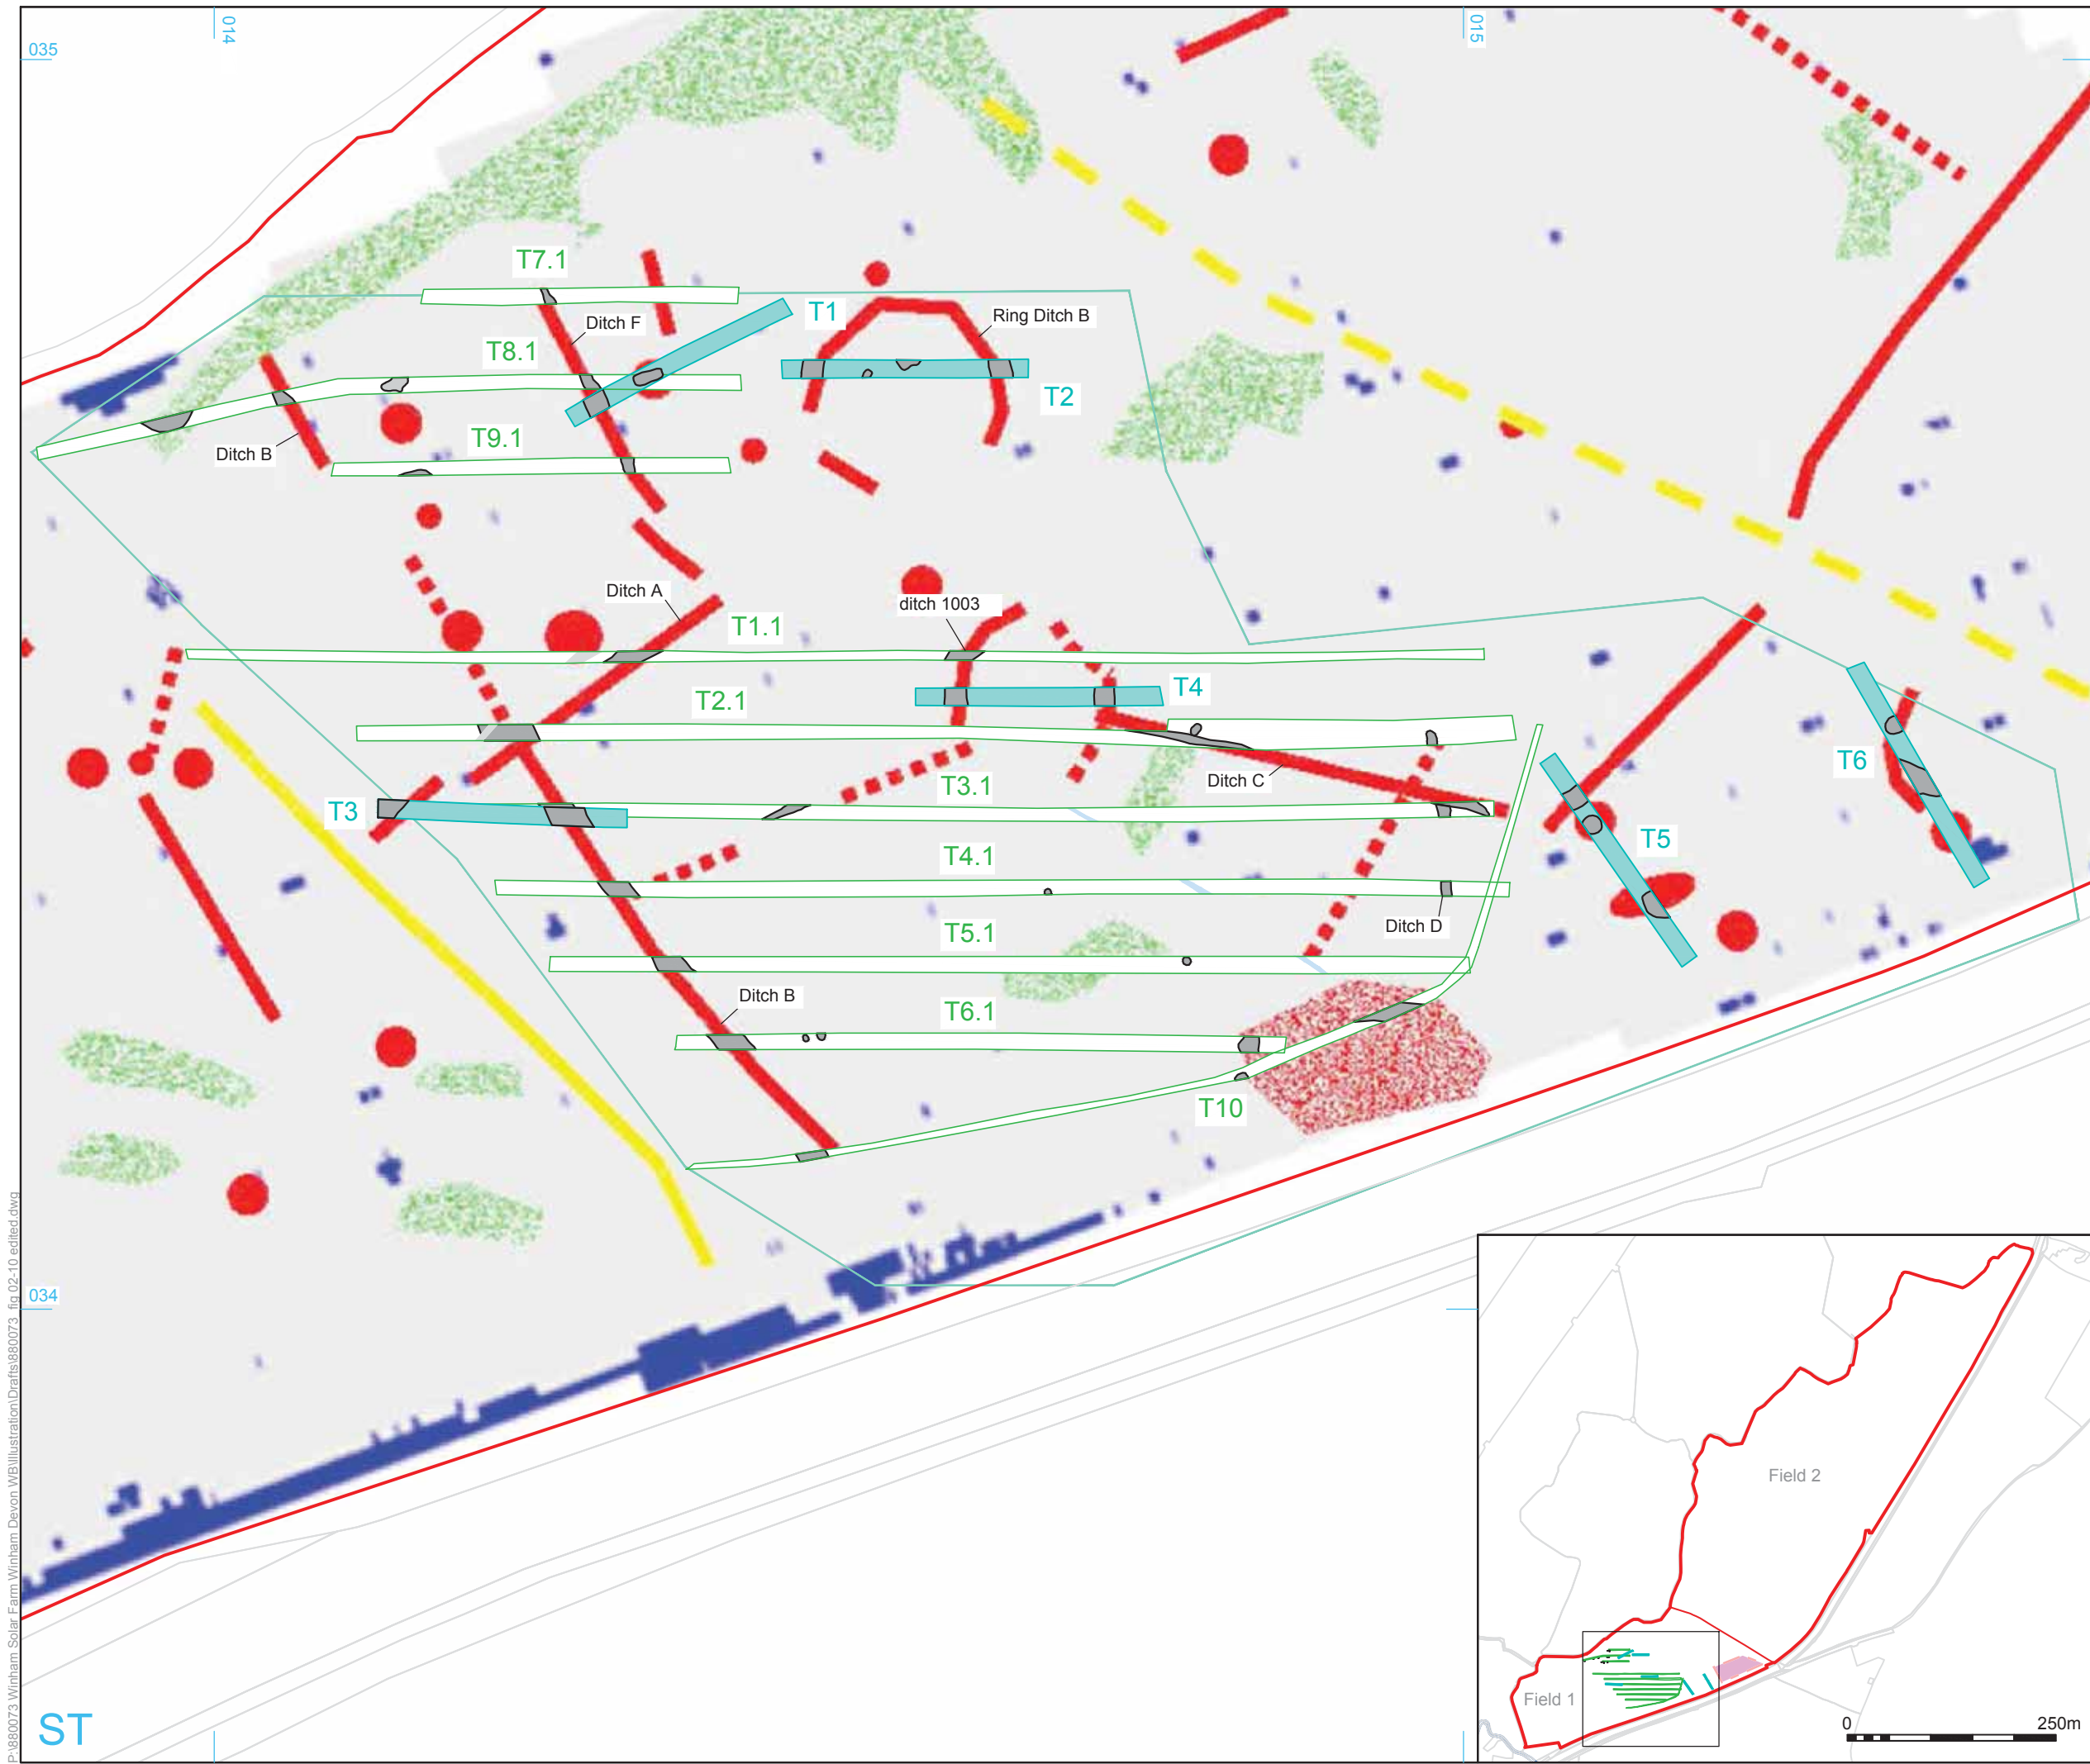 014
015
035
T7.1
Ditch F
T1
Ring Ditch B
T8.1
T2
T9.1
Ditch B
Ditch A
T1.1
ditch 1003
T2.1
T4
T6
Ditch C
T3.1
T3
T5
T4.1
Ditch D
T5.1
Ditch B
T6.1
T10
034
Field 2
Field 1
0 250m
ST
P:\880073 Winham Solar Farm Winham Devon WB\Illustration\Drafts\880073_fig 02-10 edited.dwg